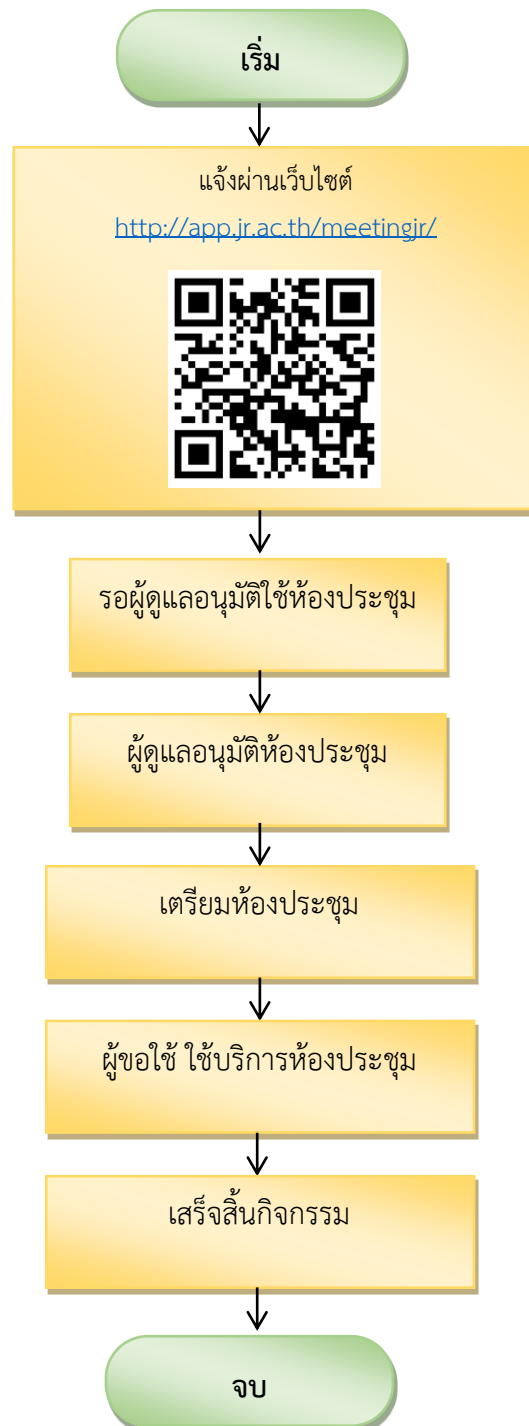 เริ่ม
แจ้งผ่านเว็บไซต์
http://app.jr.ac.th/meetingjr/
รอผู้ดูแลอนุมัติใช้ห้องประชุม
ผู้ดูแลอนุมัติห้องประชุม
เตรียมห้องประชุม
ผู้ขอใช้ ใช้บริการห้องประชุม
เสร็จสิ้นกิจกรรม
จบ